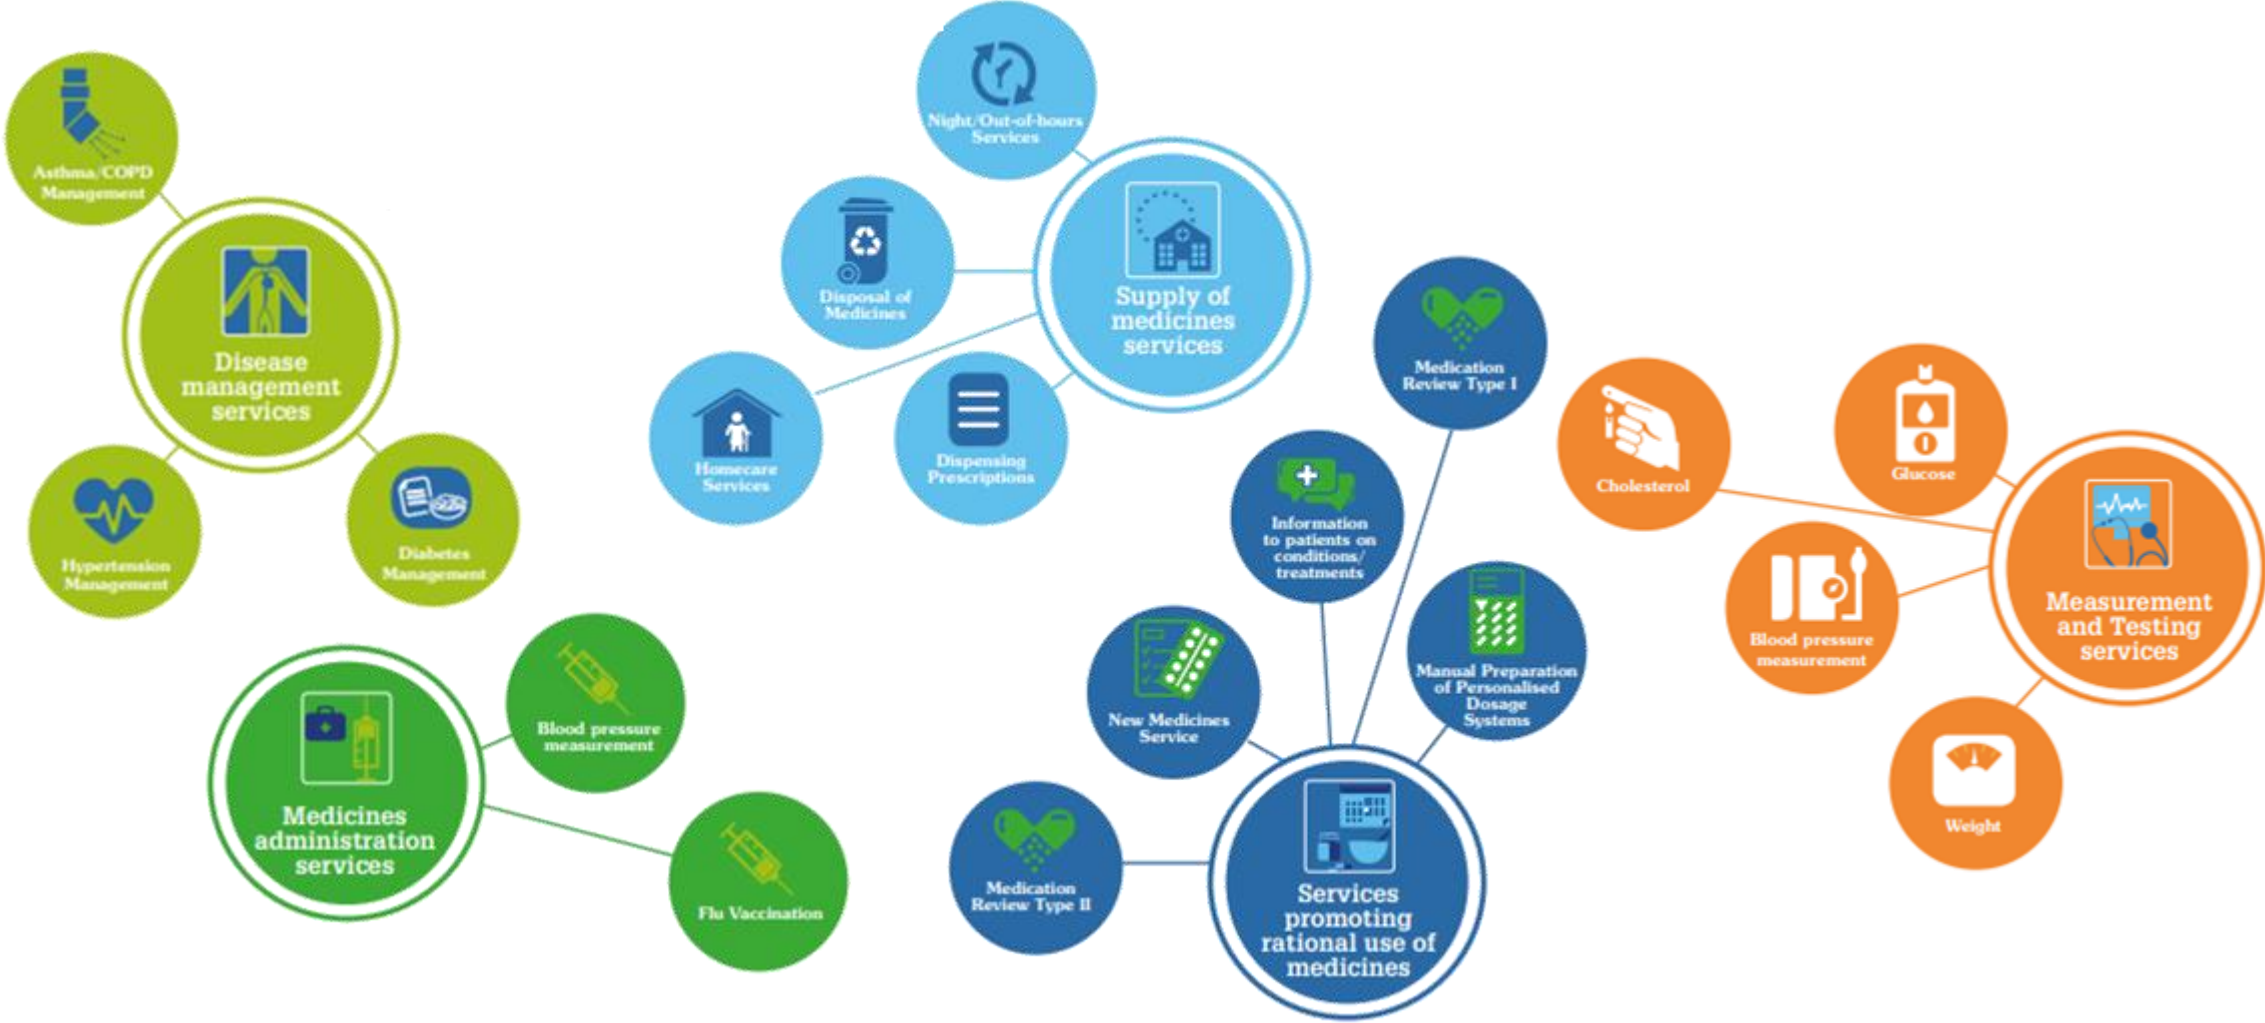 Asthma/COPD
Management
Disease
management
services
Hypertension
Management
Diabetes
Management
Night/Out-of-hours
Services
Disposal of
Medicines
Homecare
Services
Dispensing
Prescriptions
Supply of
medicines
services
Medicines
administration
services
Blood pressure
measurement
Flu Vaccination
Medication
Review Type I
Information
to patients on
conditions/
treatments
New Medicines
Service
Manual Preparation
of Personalised
Dosage
Systems
Medication
Review Type II
Services
promoting
rational use of
medicines
Cholesterol
Glucose
Blood pressure
measurement
Weight
Measurement
and Testing
services